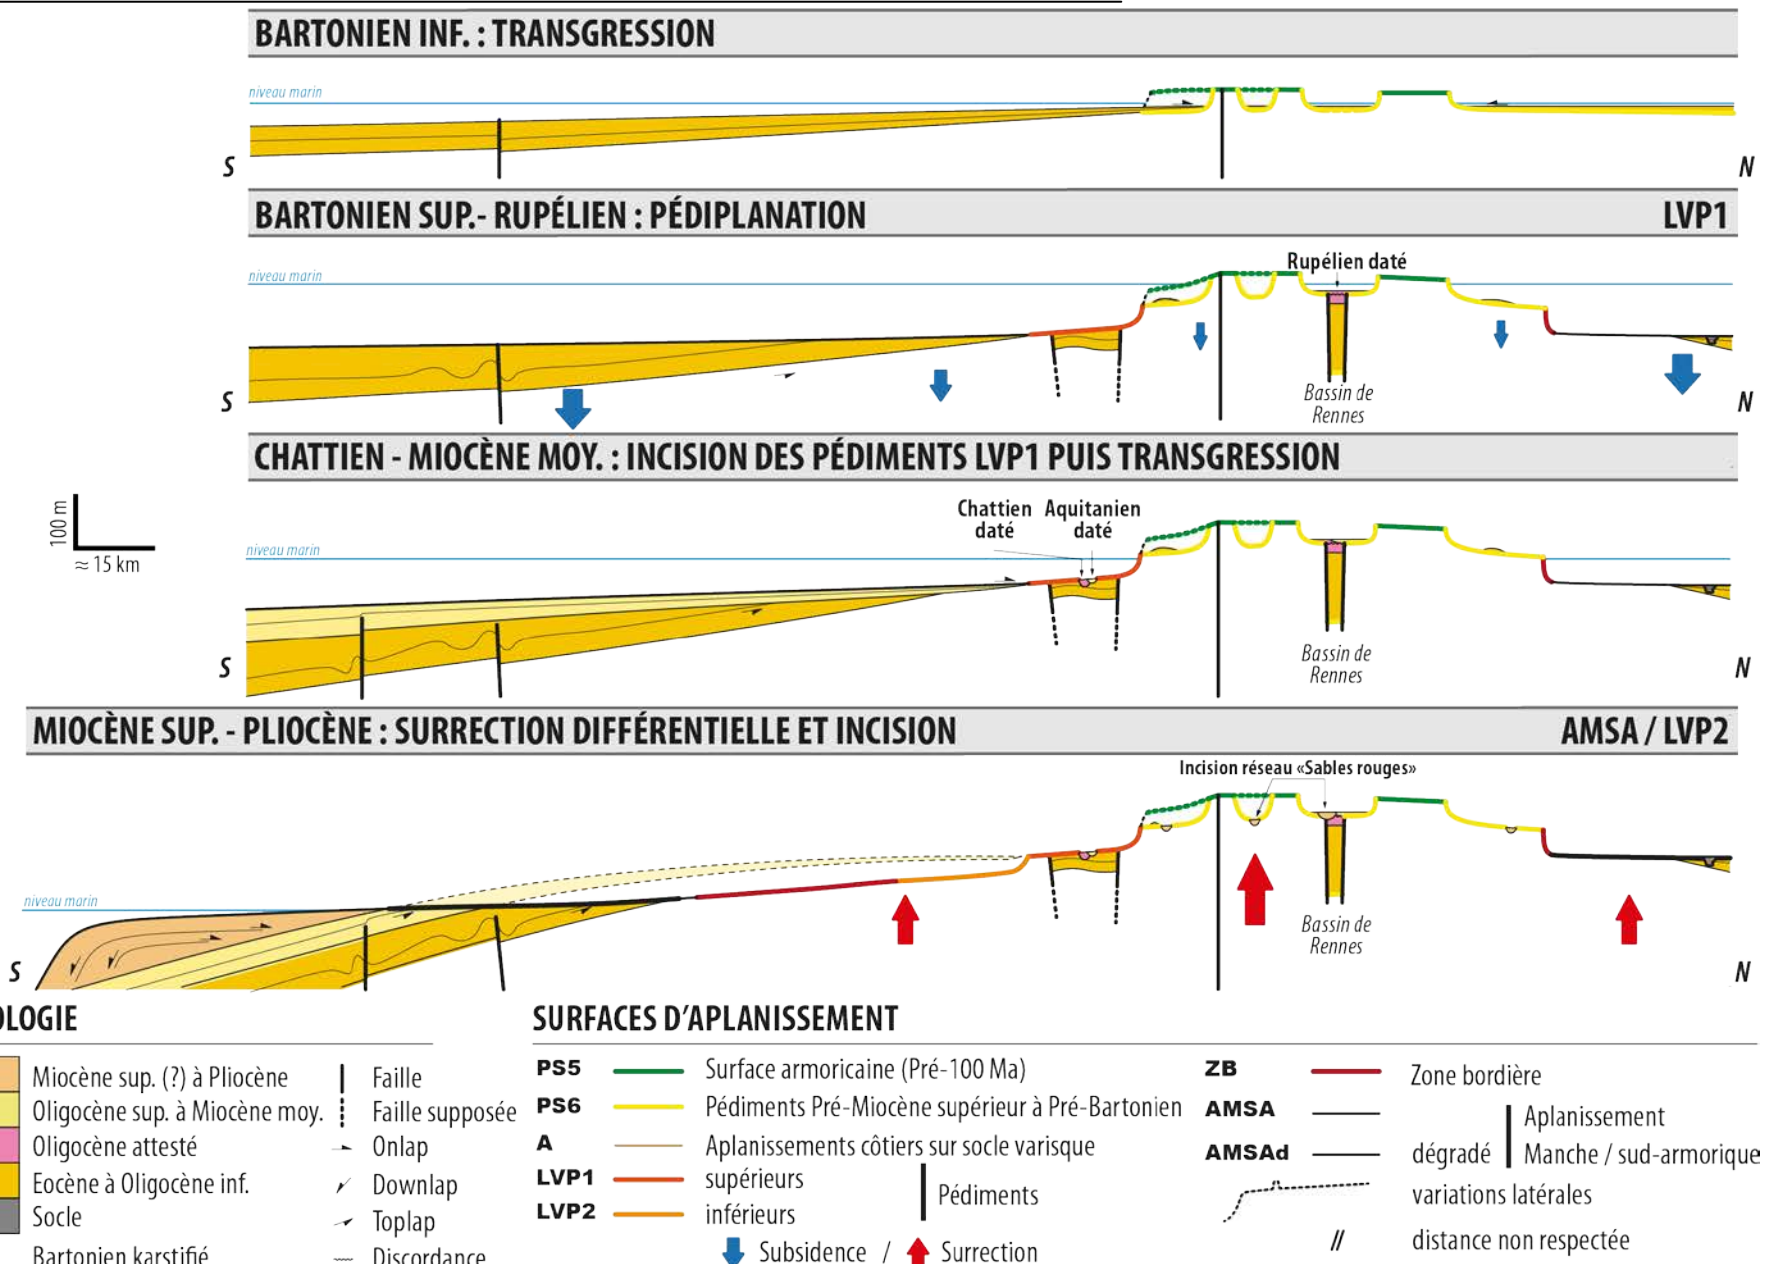 BARTONIEN INF. : TRANSGRESSION
niveau marin
S
N
BARTONIEN SUP.- RUPÉLIEN : PÉDIPLANATION
LVP1
niveau marin
Rupélien daté
Bassin de
Rennes
S
N
CHATTIEN - MIOCÈNE MOY. : INCISION DES PÉDIMENTS LVP1 PUIS TRANSGRESSION
100 m
≈ 15 km
niveau marin
Chattien
daté
Aquitanien
daté
Bassin de
Rennes
S
N
MIOCÈNE SUP. - PLIOCÈNE : SURRECTION DIFFÉRENTIELLE ET INCISION
AMSA / LVP2
Incision réseau «Sables rouges»
niveau marin
Bassin de
Rennes
S
N
OLOGIE
Miocène sup. (?) à Pliocène
Oligocène sup. à Miocène moy.
Oligocène attesté
Eocène à Oligocène inf.
Socle
Bartonien karstifié
Faille
Faille supposée
Onlap
Downlap
Toplap
Discordance
SURFACES D'APLANISSEMENT
PS5 Surface armoricaine (Pré-100 Ma)
PS6 Pédiments Pré-Miocène supérieur à Pré-Bartonien
A Aplanissements côtiers sur socle varisque
LVP1 supérieurs
LVP2 inférieurs
Pédiments
Subsidence / Surrection
ZB Zone bordière
AMSA
AMSAd dégradé
Aplanissement
Manche / sud-armorique
variations latérales
// distance non respectée